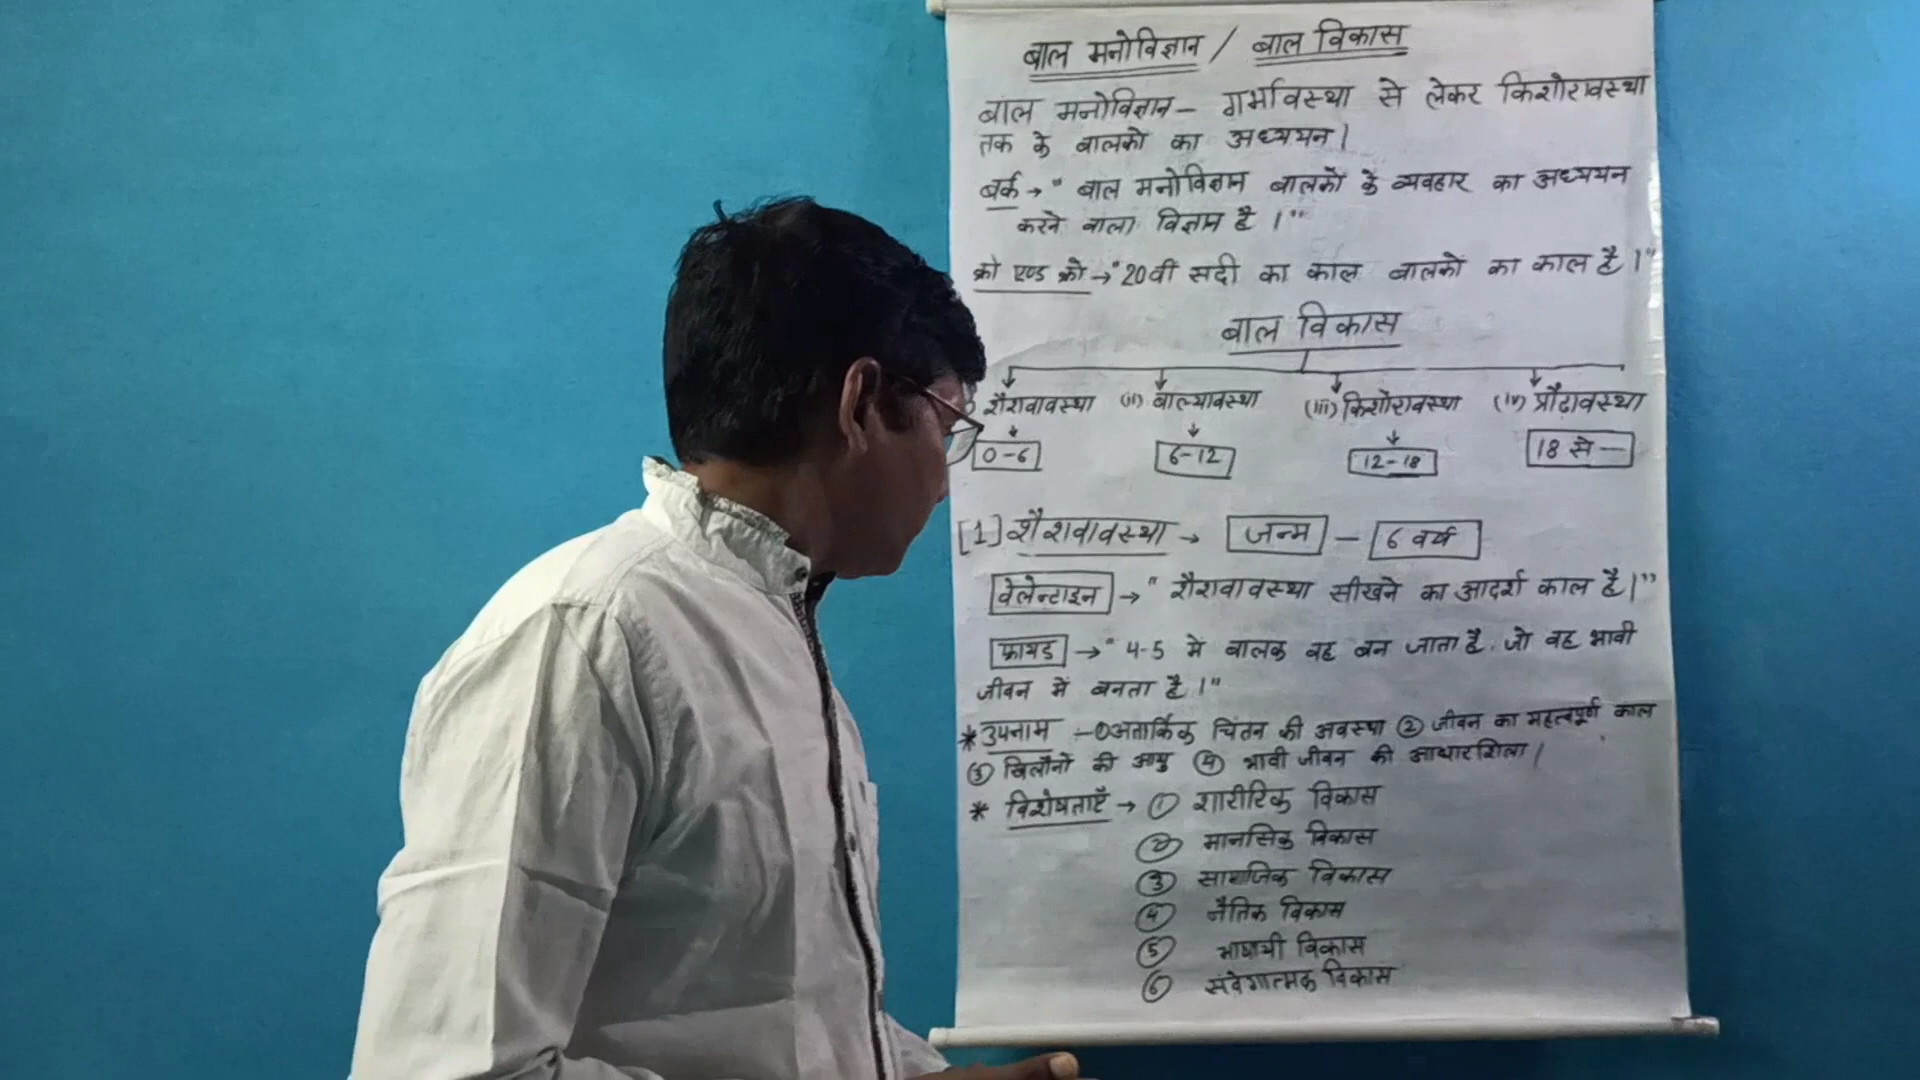 बाल मनोविज्ञान / बाल विकास
बाल मनोविज्ञान – गर्भावस्था से लेकर किशोरावस्था
तक के बालकों का अध्ययन।
बर्क → " बाल मनोविज्ञान बालकों के व्यवहार का अध्ययन
करने वाला विज्ञान है ।"
क्रो एण्ड क्रो → "20वीं सदी का काल बालकों का काल है ।"
बाल विकास
शैशवावस्था (ii) बाल्यावस्था (iii) किशोरावस्था (iv) प्रौढावस्था
0-6 6-12 12-18 18 से —
[1] शैशवावस्था → जन्म – 6 वर्ष
वेलेन्टाइन → " शैशवावस्था सीखने का आदर्श काल है।"
फ्रायड → " 4-5 मे बालक वह बन जाता है. जो वह भावी
जीवन में बनता है ।"
* उपनाम – ① अतार्किक चिंतन की अवस्था ② जीवन का महत्वपूर्ण काल
③ खिलौनों की आयु ④ भावी जीवन की आधारशिला।
* विशेषताएँ → ① शारीरिक विकास
② मानसिक विकास
③ सामाजिक विकास
④ नैतिक विकास
⑤ भाषायी विकास
⑥ संवेगात्मक विकास